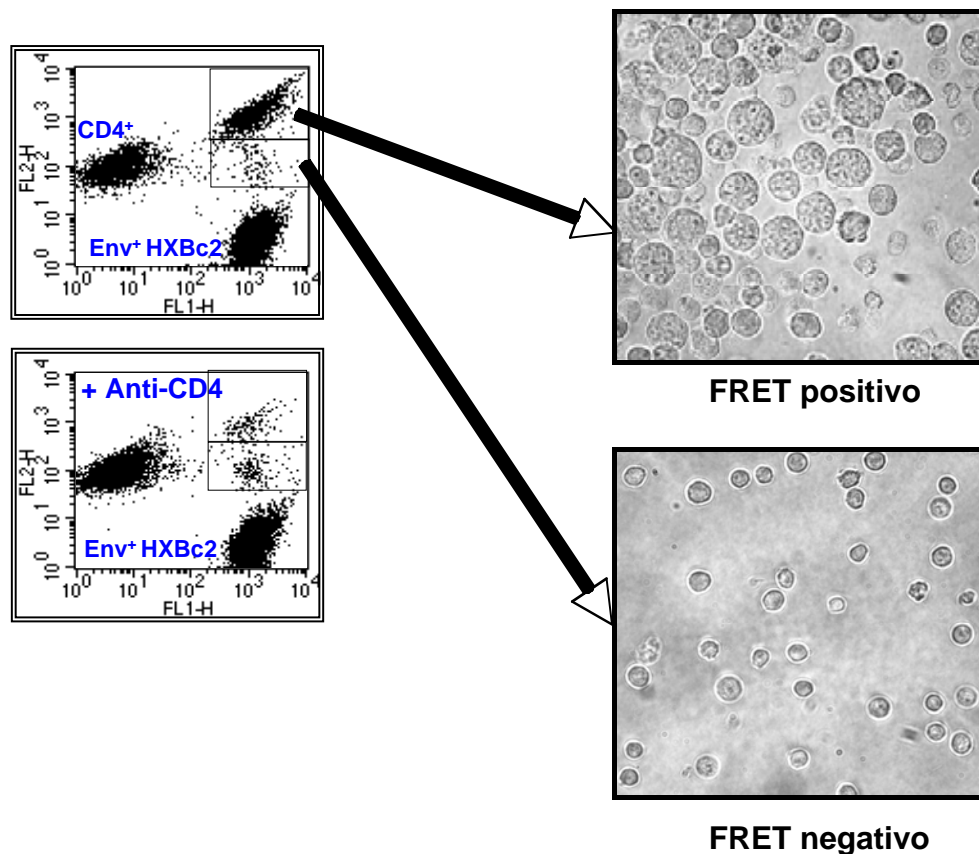 CD4+
Env+ HXBc2
FL2-H
10^0 10^1 10^2 10^3 10^4
10^0 10^1 10^2 10^3 10^4
FL1-H
FRET positivo
+ Anti-CD4
Env+ HXBc2
FL2-H
10^0 10^1 10^2 10^3 10^4
10^0 10^1 10^2 10^3 10^4
FL1-H
FRET negativo